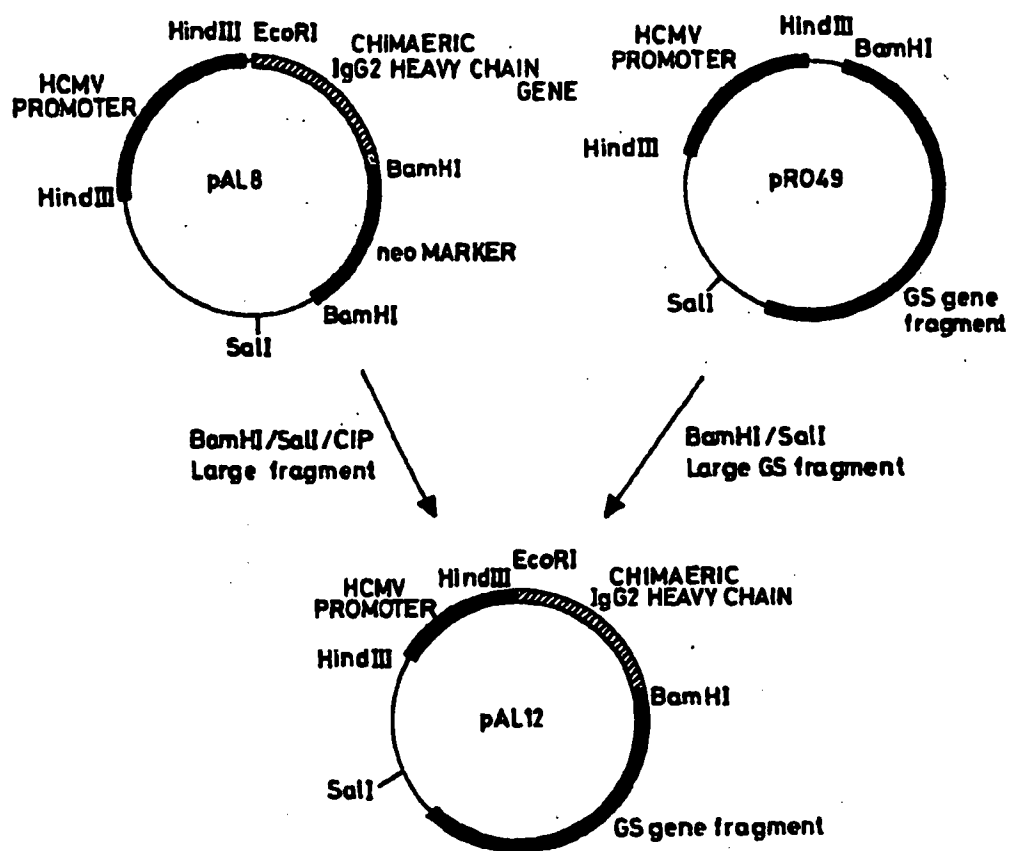 HindIII EcoRI
CHIMAERIC
IgG2 HEAVY CHAIN
GENE
HCMV
PROMOTER
BamHI
HindIII
pAL8
neo MARKER
BamHI
SalI
HindIII
HCMV
PROMOTER
BamHI
HindIII
pRO49
SalI
GS gene
fragment
BamHI/SalI/CIP
Large fragment
BamHI/SalI
Large GS fragment
EcoRI
HindIII
CHIMAERIC
IgG2 HEAVY CHAIN
HCMV
PROMOTER
HindIII
BamHI
pAL12
SalI
GS gene fragment